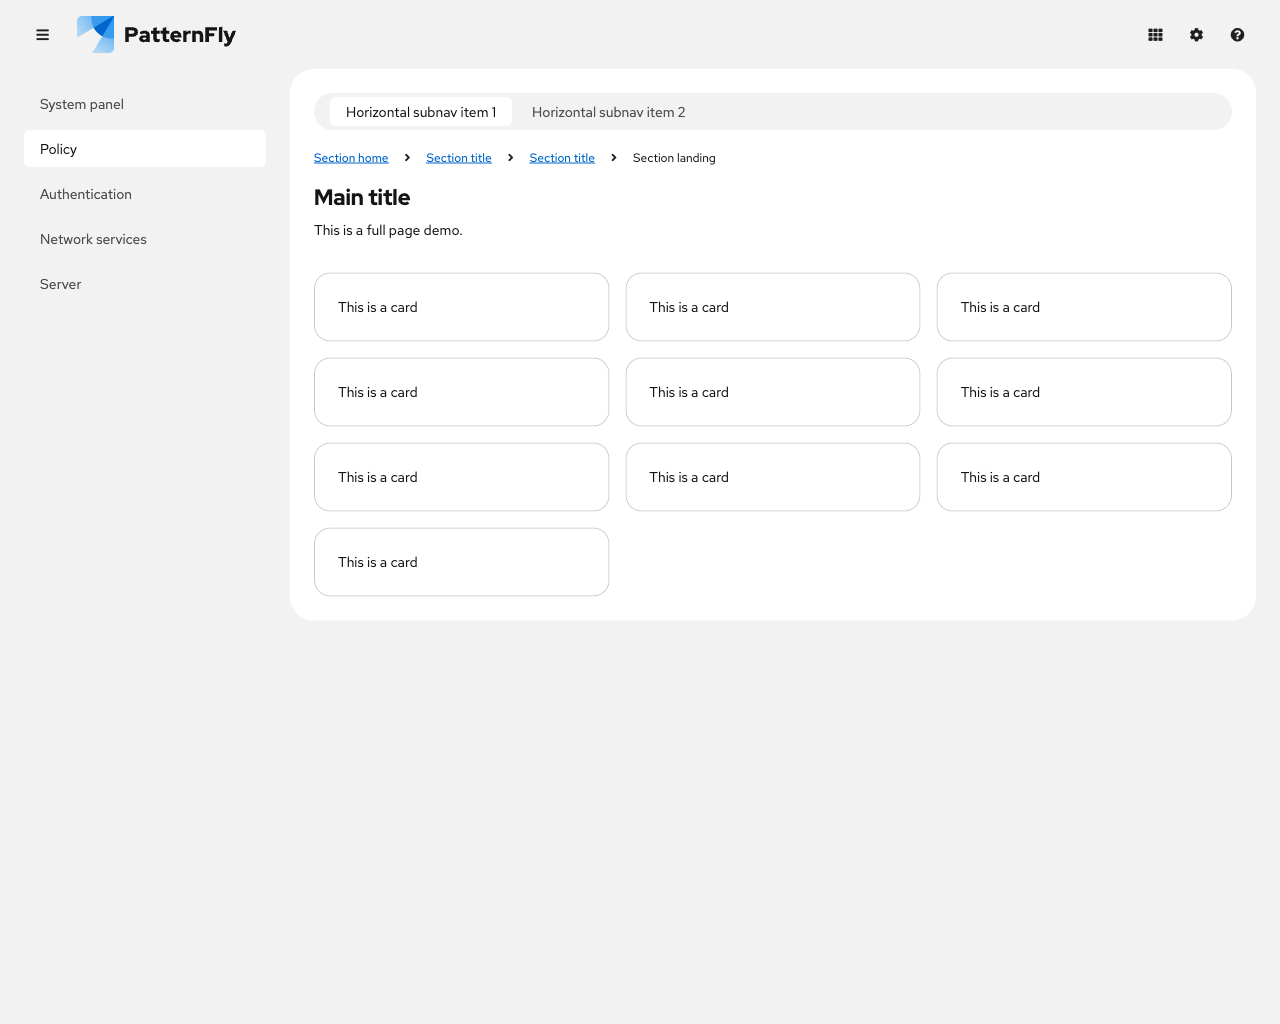 PatternFly
System panel
Policy
Authentication
Network services
Server
Horizontal subnav item 1 Horizontal subnav item 2
Section home Section title Section title Section landing
Main title
This is a full page demo.
This is a card This is a card This is a card
This is a card This is a card This is a card
This is a card This is a card This is a card
This is a card